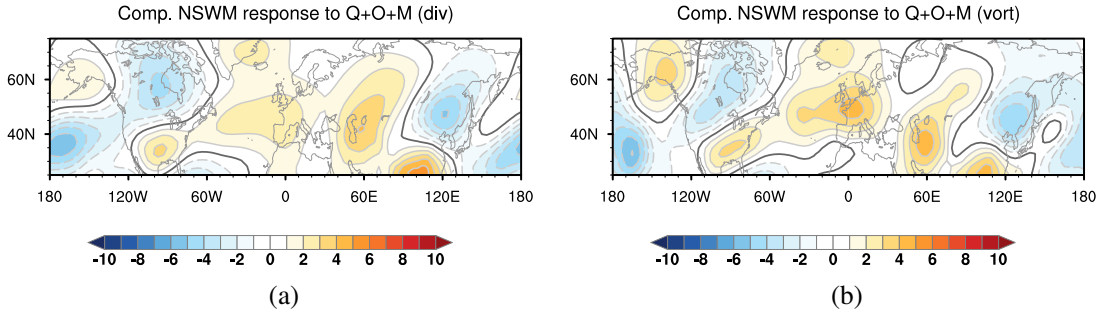 Comp. NSWM response to Q+O+M (div)
60N
40N
180 120W 60W 0 60E 120E 180
-10 -8 -6 -4 -2 0 2 4 6 8 10
(a)
Comp. NSWM response to Q+O+M (vort)
60N
40N
180 120W 60W 0 60E 120E 180
-10 -8 -6 -4 -2 0 2 4 6 8 10
(b)